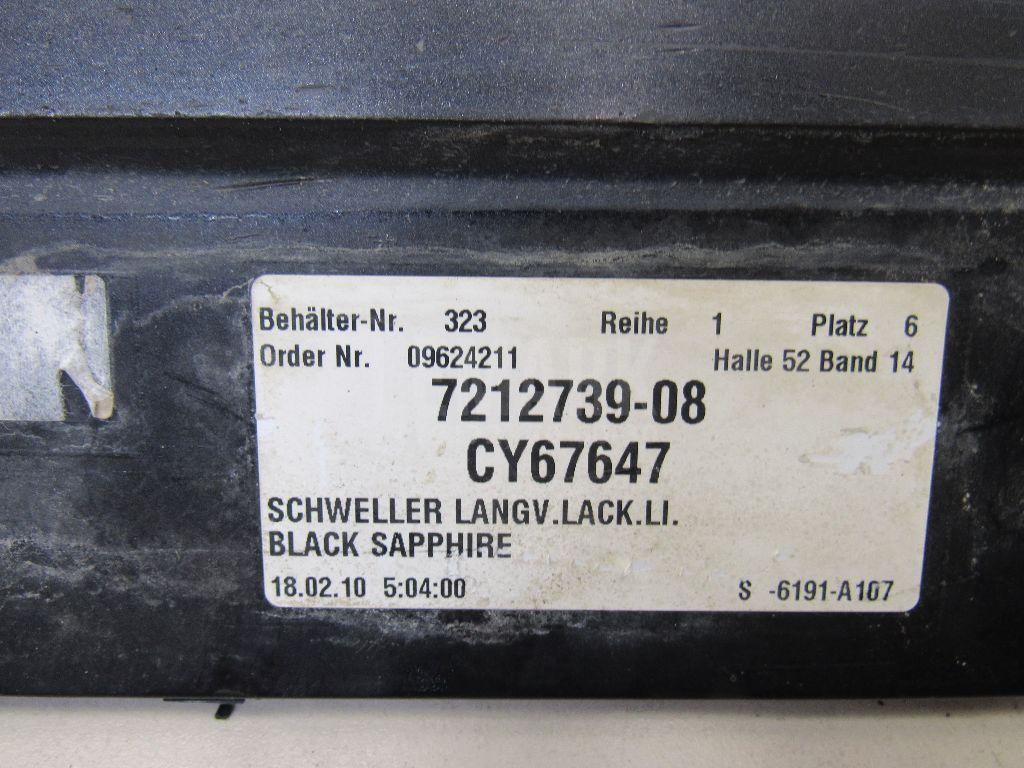 Behälter-Nr. 323 Reihe 1 Platz 6
Order Nr. 09624211 Halle 52 Band 14
7212739-08
CY67647
SCHWELLER LANGV.LACK.LI.
BLACK SAPPHIRE
18.02.10 5:04:00 S -6191-A107